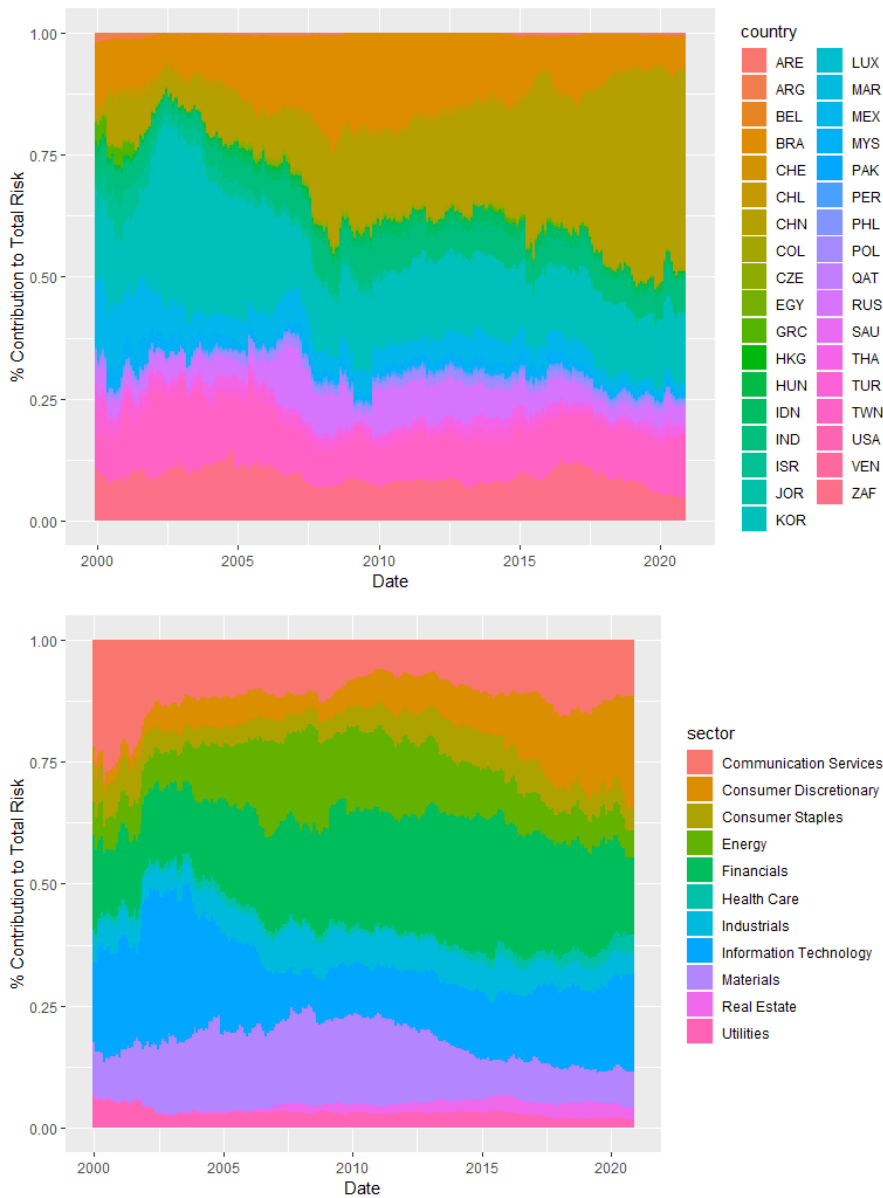 country
ARE
ARG
BEL
BRA
CHE
CHL
CHN
COL
CZE
EGY
GRC
HKG
HUN
IDN
IND
ISR
JOR
KOR
LUX
MAR
MEX
MYS
PAK
PER
PHL
POL
QAT
RUS
SAU
THA
TUR
TWN
USA
VEN
ZAF
% Contribution to Total Risk
1.00
0.75
0.50
0.25
0.00
2000 2005 2010 2015 2020
Date
sector
Communication Services
Consumer Discretionary
Consumer Staples
Energy
Financials
Health Care
Industrials
Information Technology
Materials
Real Estate
Utilities
% Contribution to Total Risk
1.00
0.75
0.50
0.25
0.00
2000 2005 2010 2015 2020
Date